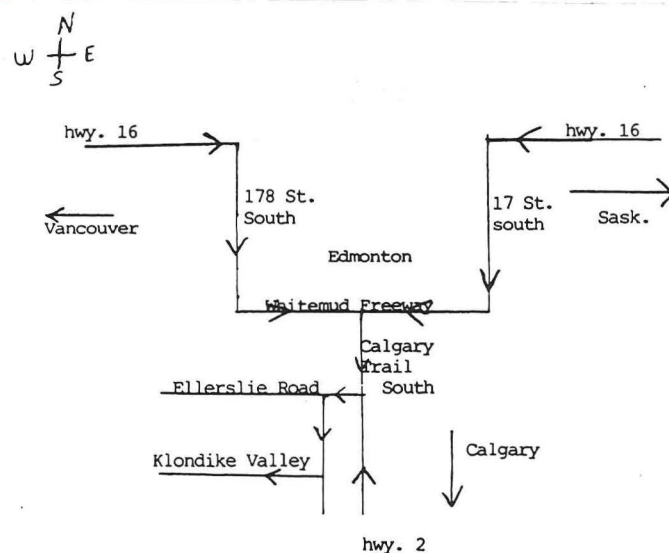 N
W E
S
hwy. 16
hwy. 16
178 St.
South
17 St.
south
Vancouver
Sask.
Edmonton
Whitemud Freeway
Calgary
Trail
South
Ellerslie Road
Klondike Valley
Calgary
hwy. 2